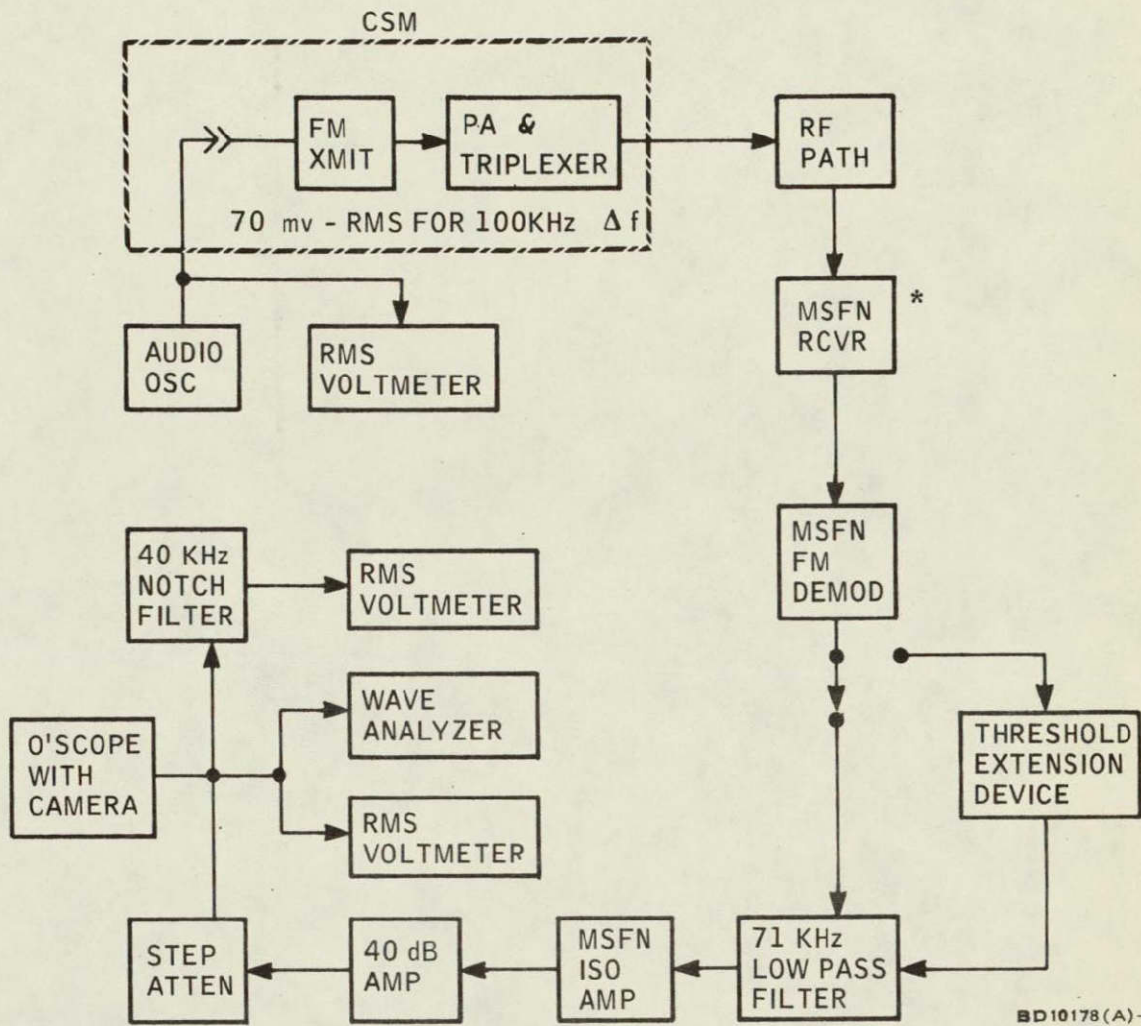 CSM
FM
XMIT
PA &
TRIPLEXER
70 mv - RMS FOR 100KHz Δf
RF
PATH
AUDIO
OSC
RMS
VOLTMETER
MSFN
RCVR
*
MSFN
FM
DEMOD
40 KHz
NOTCH
FILTER
RMS
VOLTMETER
WAVE
ANALYZER
O'SCOPE
WITH
CAMERA
RMS
VOLTMETER
THRESHOLD
EXTENSION
DEVICE
STEP
ATTEN
40 dB
AMP
MSFN
ISO
AMP
71 KHz
LOW PASS
FILTER
BD10178(A)-